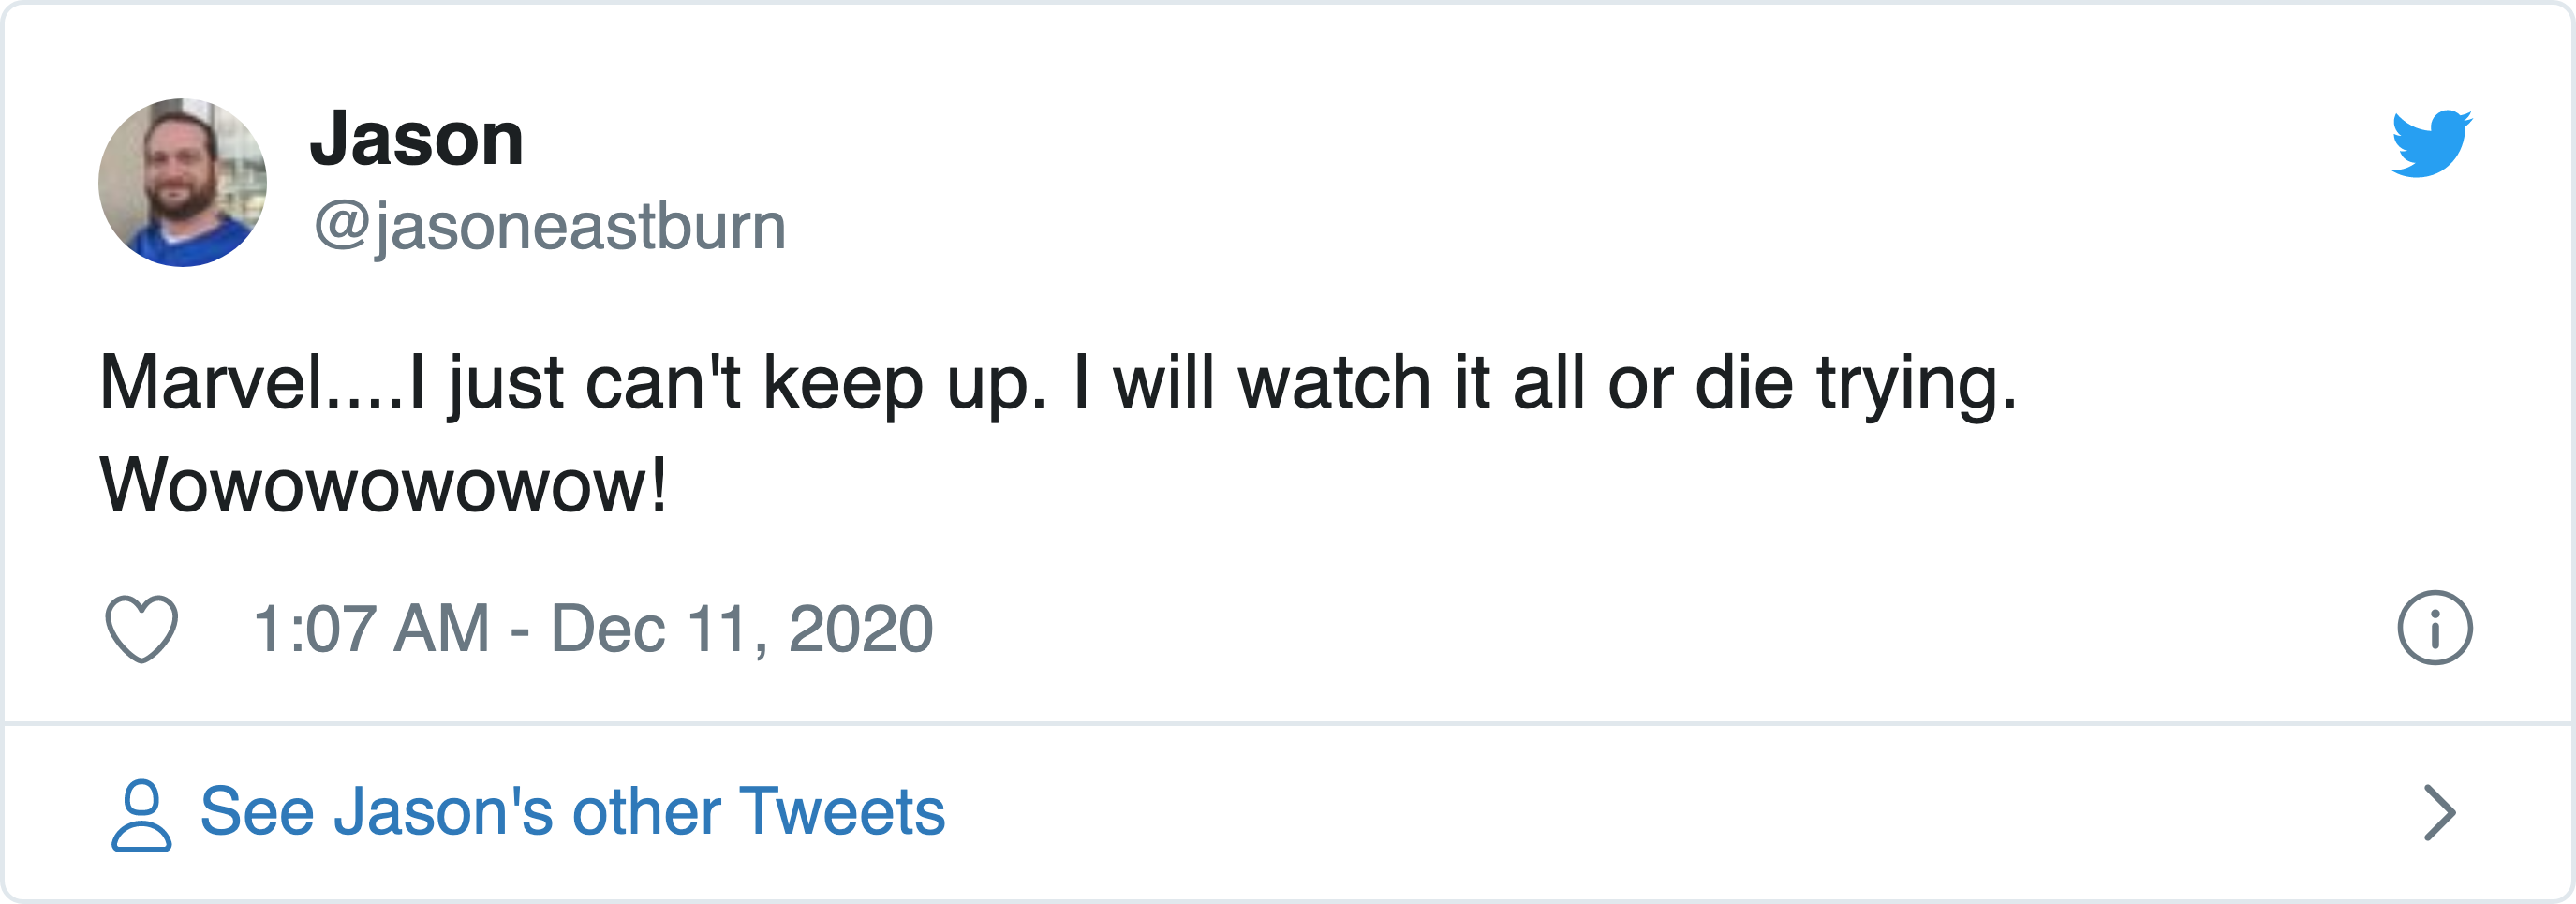 Jason
@jasoneastburn
Marvel....I just can't keep up. I will watch it all or die trying.
Wowowowowow!
1:07 AM - Dec 11, 2020
See Jason's other Tweets